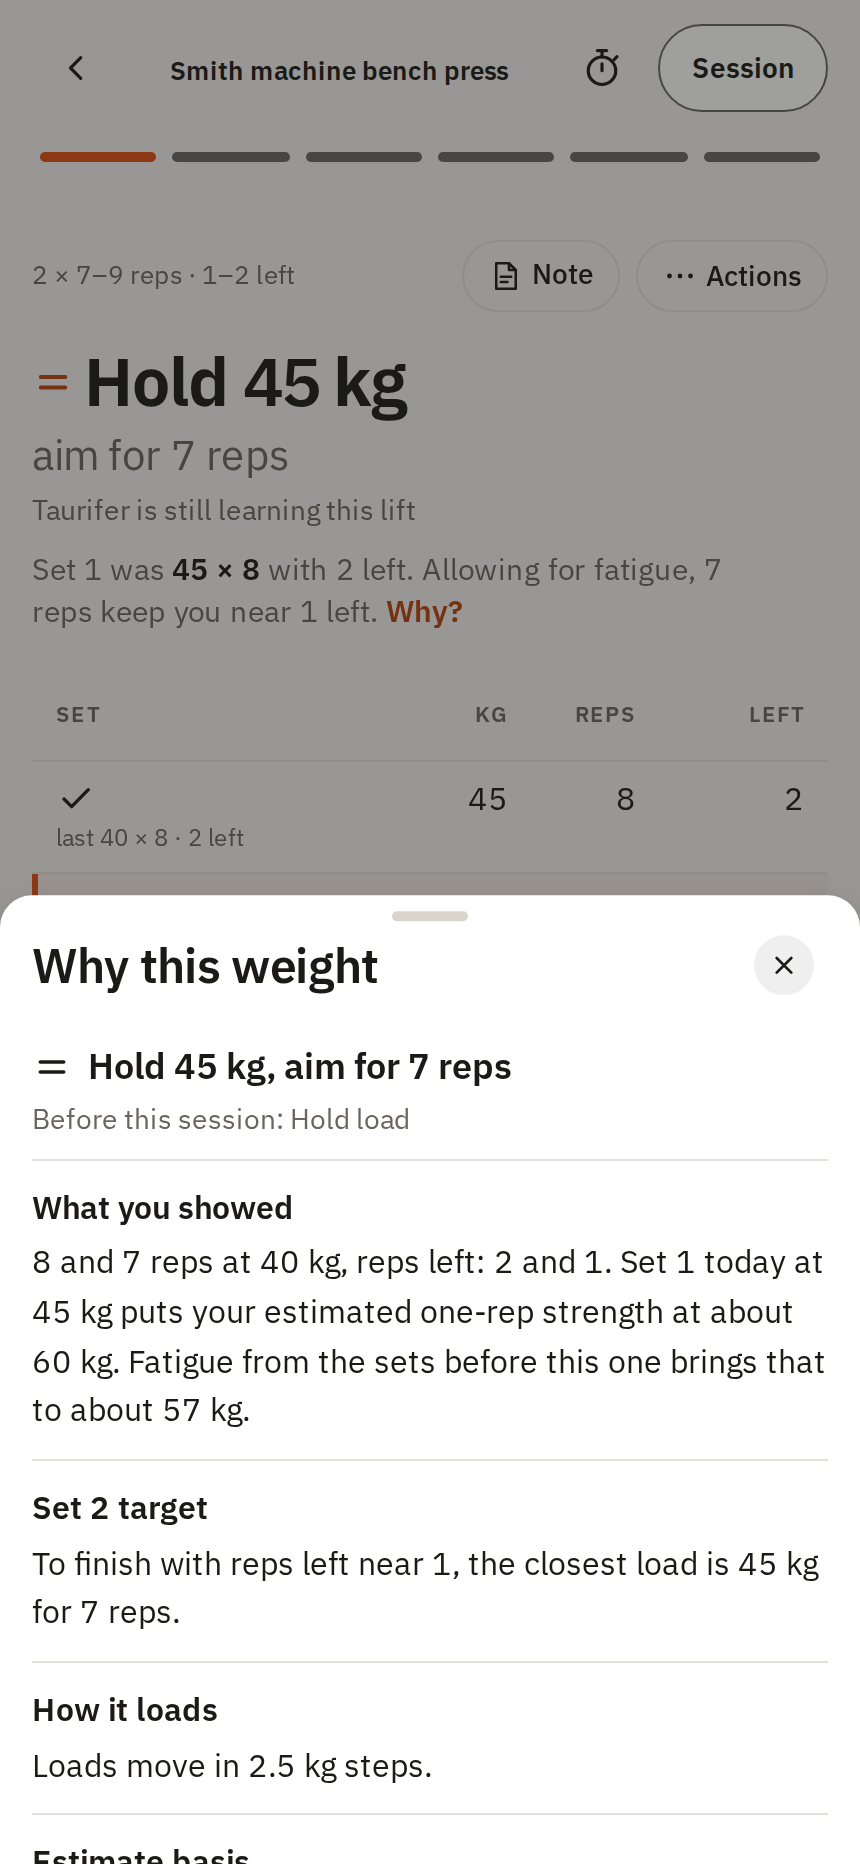 Smith machine bench press
Session
2 × 7–9 reps · 1–2 left
Note
Actions
= Hold 45 kg
aim for 7 reps
Taurifer is still learning this lift
Set 1 was 45 × 8 with 2 left. Allowing for fatigue, 7
reps keep you near 1 left. Why?
SET KG REPS LEFT
45 8 2
last 40 × 8 · 2 left
Why this weight
= Hold 45 kg, aim for 7 reps
Before this session: Hold load
What you showed
8 and 7 reps at 40 kg, reps left: 2 and 1. Set 1 today at
45 kg puts your estimated one-rep strength at about
60 kg. Fatigue from the sets before this one brings that
to about 57 kg.
Set 2 target
To finish with reps left near 1, the closest load is 45 kg
for 7 reps.
How it loads
Loads move in 2.5 kg steps.
Estimate basis